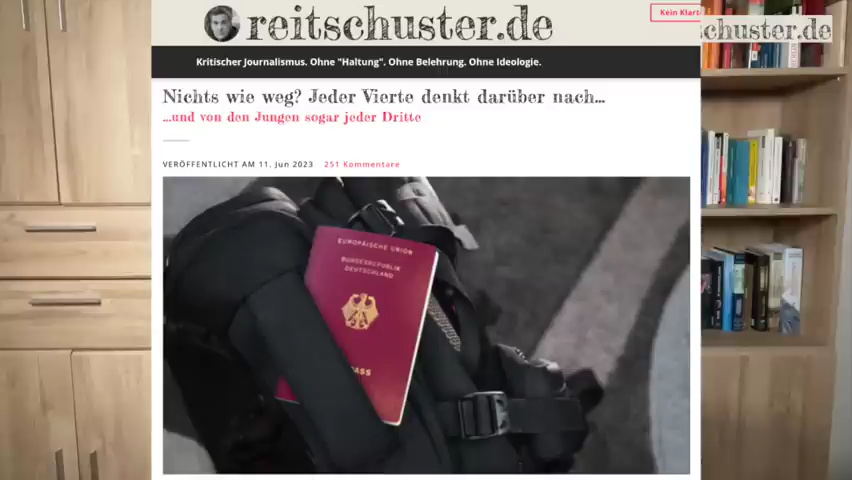 reitschuster.de
Kein Klart
schuster.de
Kritischer Journalismus. Ohne "Haltung". Ohne Belehrung. Ohne Ideologie.
Nichts wie weg? Jeder Vierte denkt darüber nach...
...und von den Jungen sogar jeder Dritte
VERÖFFENTLICHT AM 11. Jun 2023 251 Kommentare
EUROPÄISCHE UNION
BUNDESREPUBLIK
DEUTSCHLAND
PASS